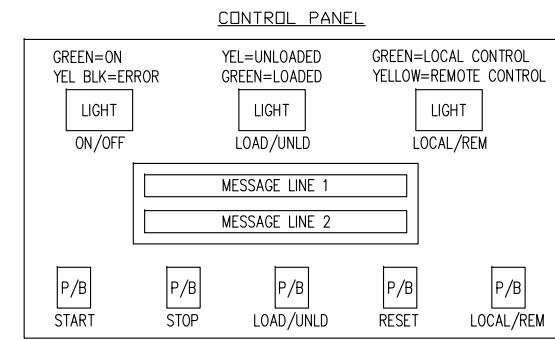 CONTROL PANEL
GREEN=ON YEL=UNLOADED GREEN=LOCAL CONTROL
YEL BLK=ERROR GREEN=LOADED YELLOW=REMOTE CONTROL
LIGHT LIGHT LIGHT
ON/OFF LOAD/UNLD LOCAL/REM
MESSAGE LINE 1
MESSAGE LINE 2
P/B P/B P/B P/B P/B
START STOP LOAD/UNLD RESET LOCAL/REM